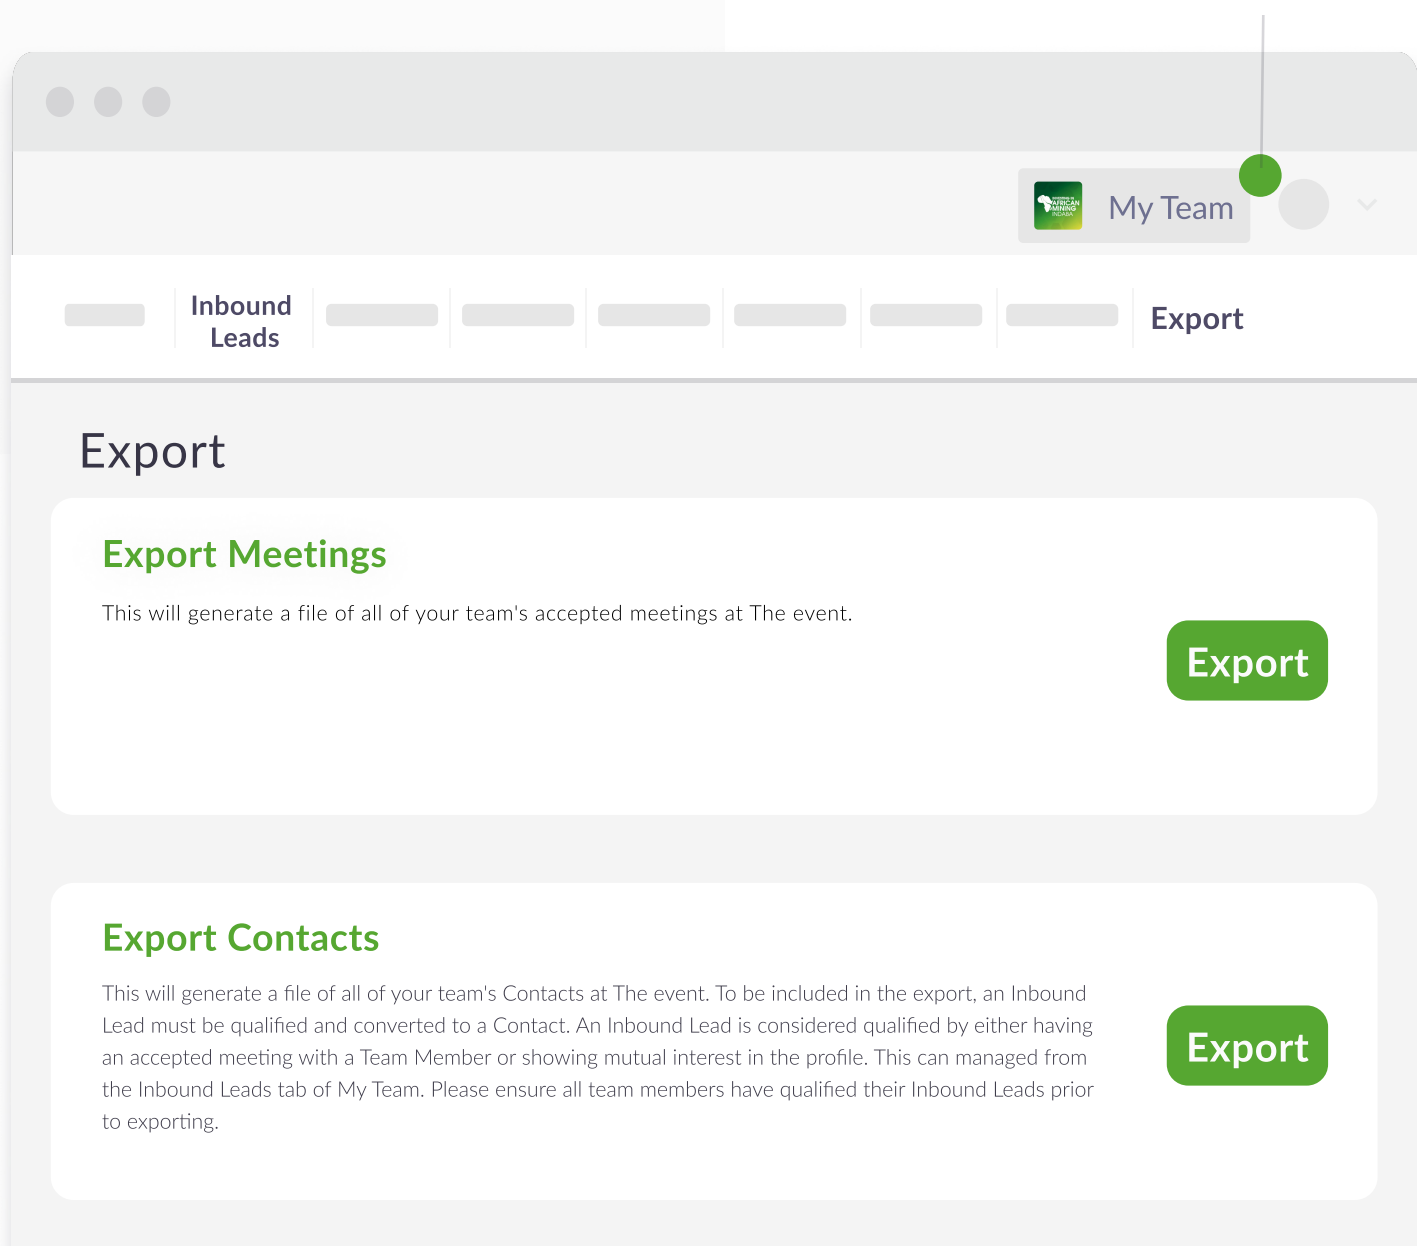 INVESTING IN
AFRICAN
MINING
INDABA
My Team
Inbound
Leads
Export
Export
Export Meetings
This will generate a file of all of your team's accepted meetings at The event.
Export
Export Contacts
This will generate a file of all of your team's Contacts at The event. To be included in the export, an Inbound
Lead must be qualified and converted to a Contact. An Inbound Lead is considered qualified by either having
an accepted meeting with a Team Member or showing mutual interest in the profile. This can managed from
the Inbound Leads tab of My Team. Please ensure all team members have qualified their Inbound Leads prior
to exporting.
Export